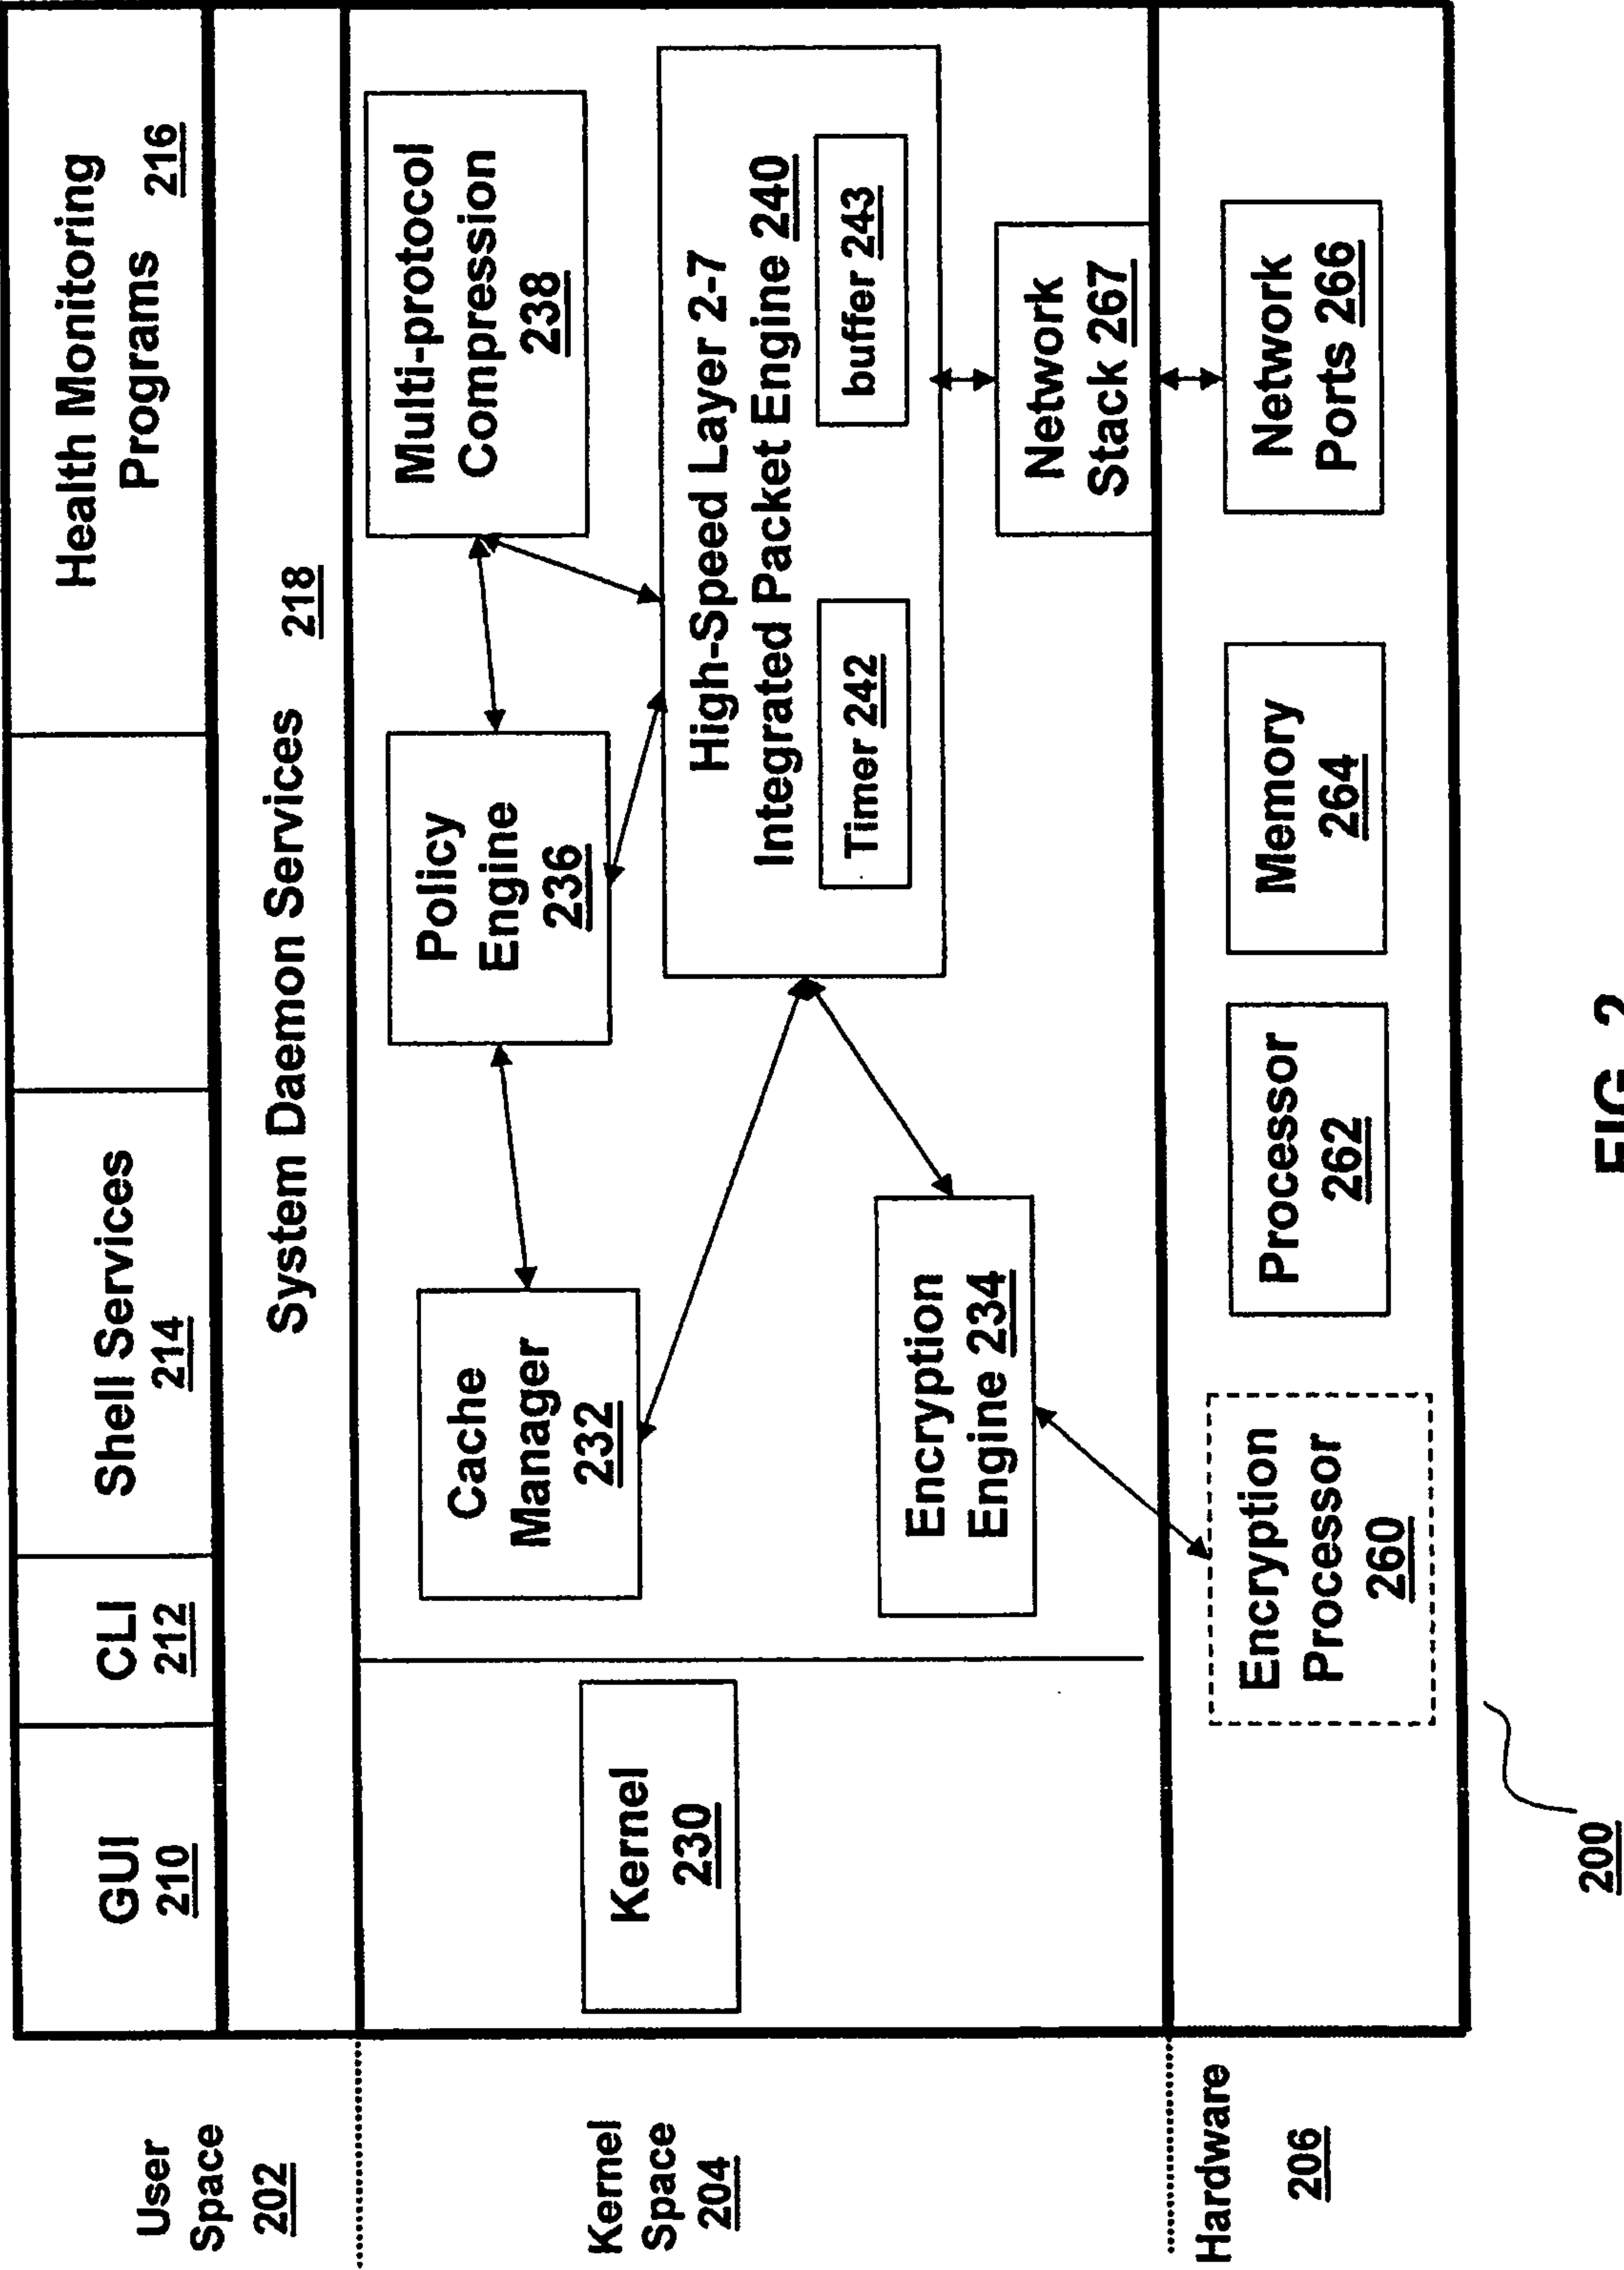 User
Space
202
GUI
210
CLI
212
Shell Services
214
Health Monitoring
Programs
216
System Daemon Services 218
Kernel
Space
204
Kernel
230
Cache
Manager
232
Policy
Engine
236
Multi-protocol
Compression
238
High-Speed Layer 2-7
Integrated Packet Engine 240
Timer 242
buffer 243
Encryption
Engine 234
Network
Stack 267
Hardware
206
Encryption
Processor
260
Processor
262
Memory
264
Network
Ports 266
200
FIG. 2